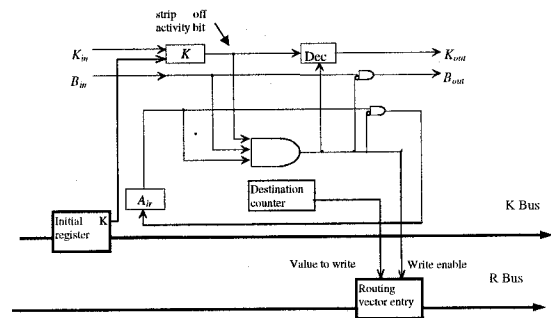 strip off
activity bit
K_in
K
Dec
K_out
B_in
B_out
A_ir
Destination
counter
Initial
register
K
K Bus
Value to write
Write enable
R Bus
Routing
vector entry